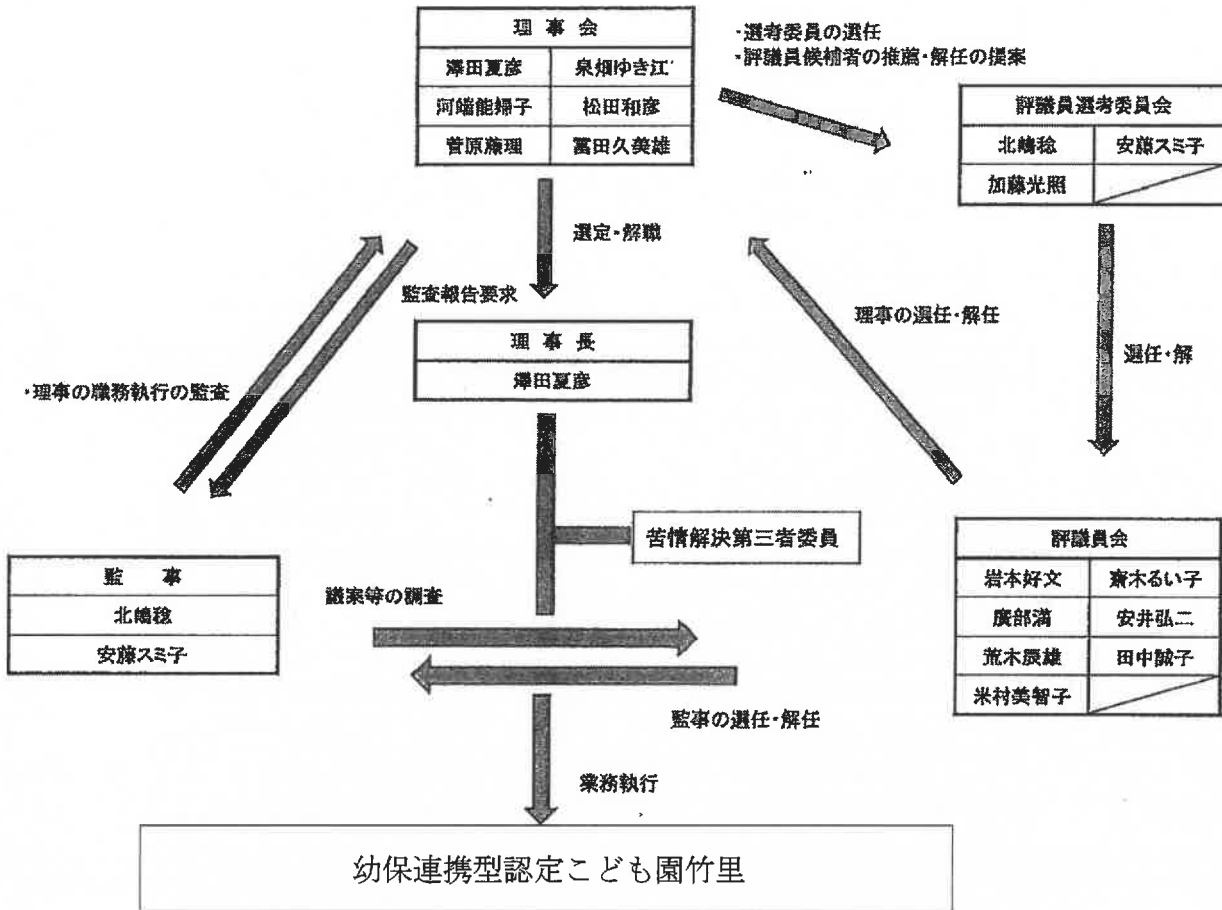 理 事 会
澤田夏彦 泉畑ゆき江
河端能婦子 松田和彦
菅原藤理 冨田久美雄
・選考委員の選任
・評議員候補者の推薦・解任の提案
評議員選考委員会
北嶋稔 安藤スミ子
加藤光照
選定・解職
監査報告要求
理事の選任・解任
選任・解
理 事 長
澤田夏彦
・理事の職務執行の監査
苦情解決第三者委員
評議員会
岩本好文 齋木るい子
廣部満 安井弘二
荒木辰雄 田中誠子
米村美智子
監 事
北嶋稔
安藤スミ子
議案等の調査
監事の選任・解任
業務執行
幼保連携型認定こども園竹里